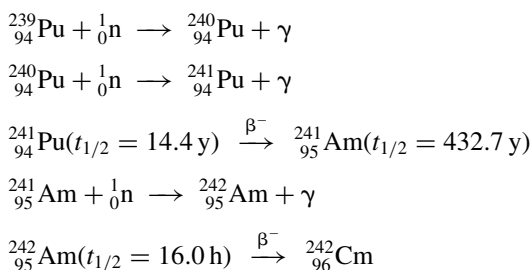 ²³⁹₉₄Pu + ¹₀n ⟶ ²⁴⁰₉₄Pu + γ
²⁴⁰₉₄Pu + ¹₀n ⟶ ²⁴¹₉₄Pu + γ
²⁴¹₉₄Pu(t₁/₂ = 14.4 y) —β⁻→ ²⁴¹₉₅Am(t₁/₂ = 432.7 y)
²⁴¹₉₅Am + ¹₀n ⟶ ²⁴²₉₅Am + γ
²⁴²₉₅Am(t₁/₂ = 16.0 h) —β⁻→ ²⁴²₉₆Cm